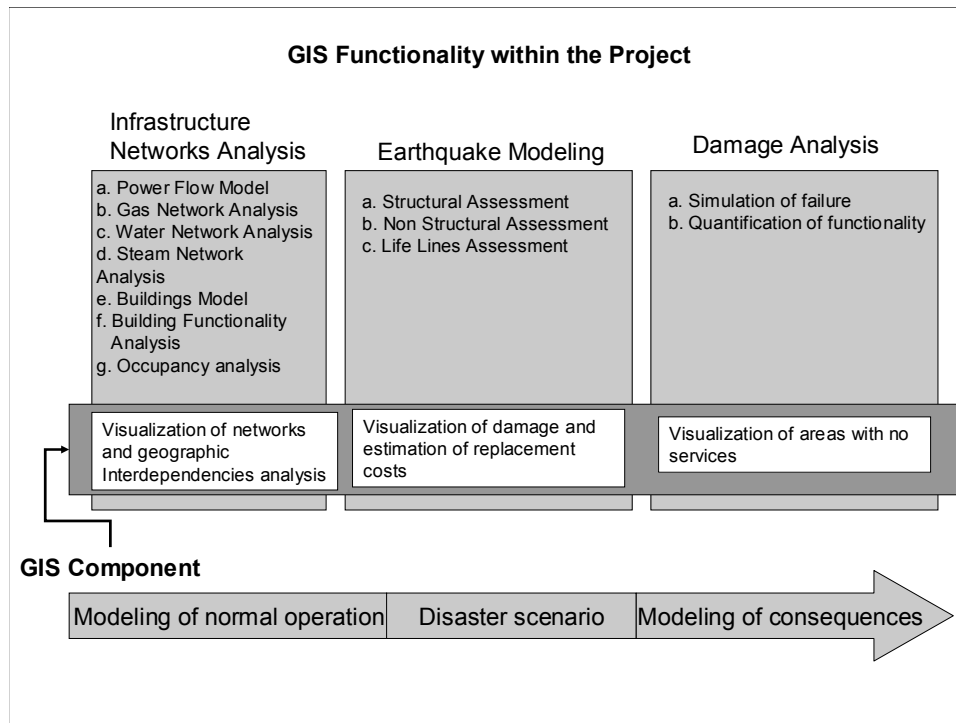 GIS Functionality within the Project
Infrastructure
Networks Analysis
a. Power Flow Model
b. Gas Network Analysis
c. Water Network Analysis
d. Steam Network
Analysis
e. Buildings Model
f. Building Functionality
Analysis
g. Occupancy analysis
Visualization of networks
and geographic
Interdependencies analysis
Earthquake Modeling
a. Structural Assessment
b. Non Structural Assessment
c. Life Lines Assessment
Visualization of damage and
estimation of replacement
costs
Damage Analysis
a. Simulation of failure
b. Quantification of functionality
Visualization of areas with no
services
GIS Component
Modeling of normal operation
Disaster scenario
Modeling of consequences